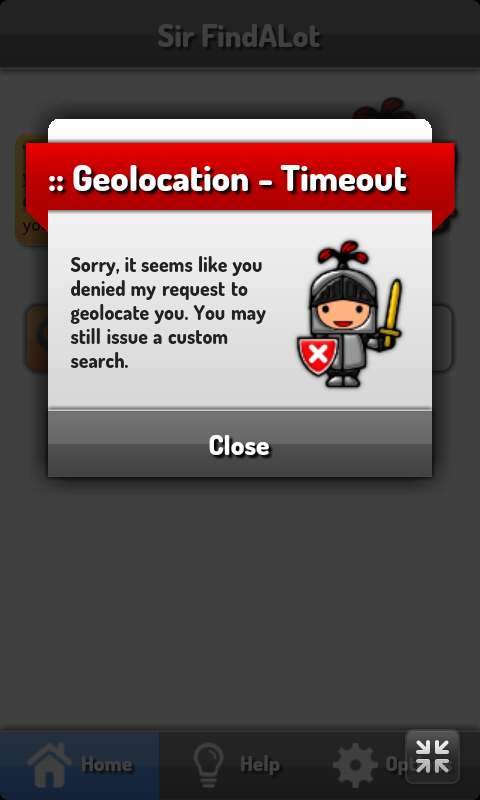 Sir FindALot
:: Geolocation - Timeout
Sorry, it seems like you
denied my request to
geolocate you. You may
still issue a custom
search.
Close
Home
Help